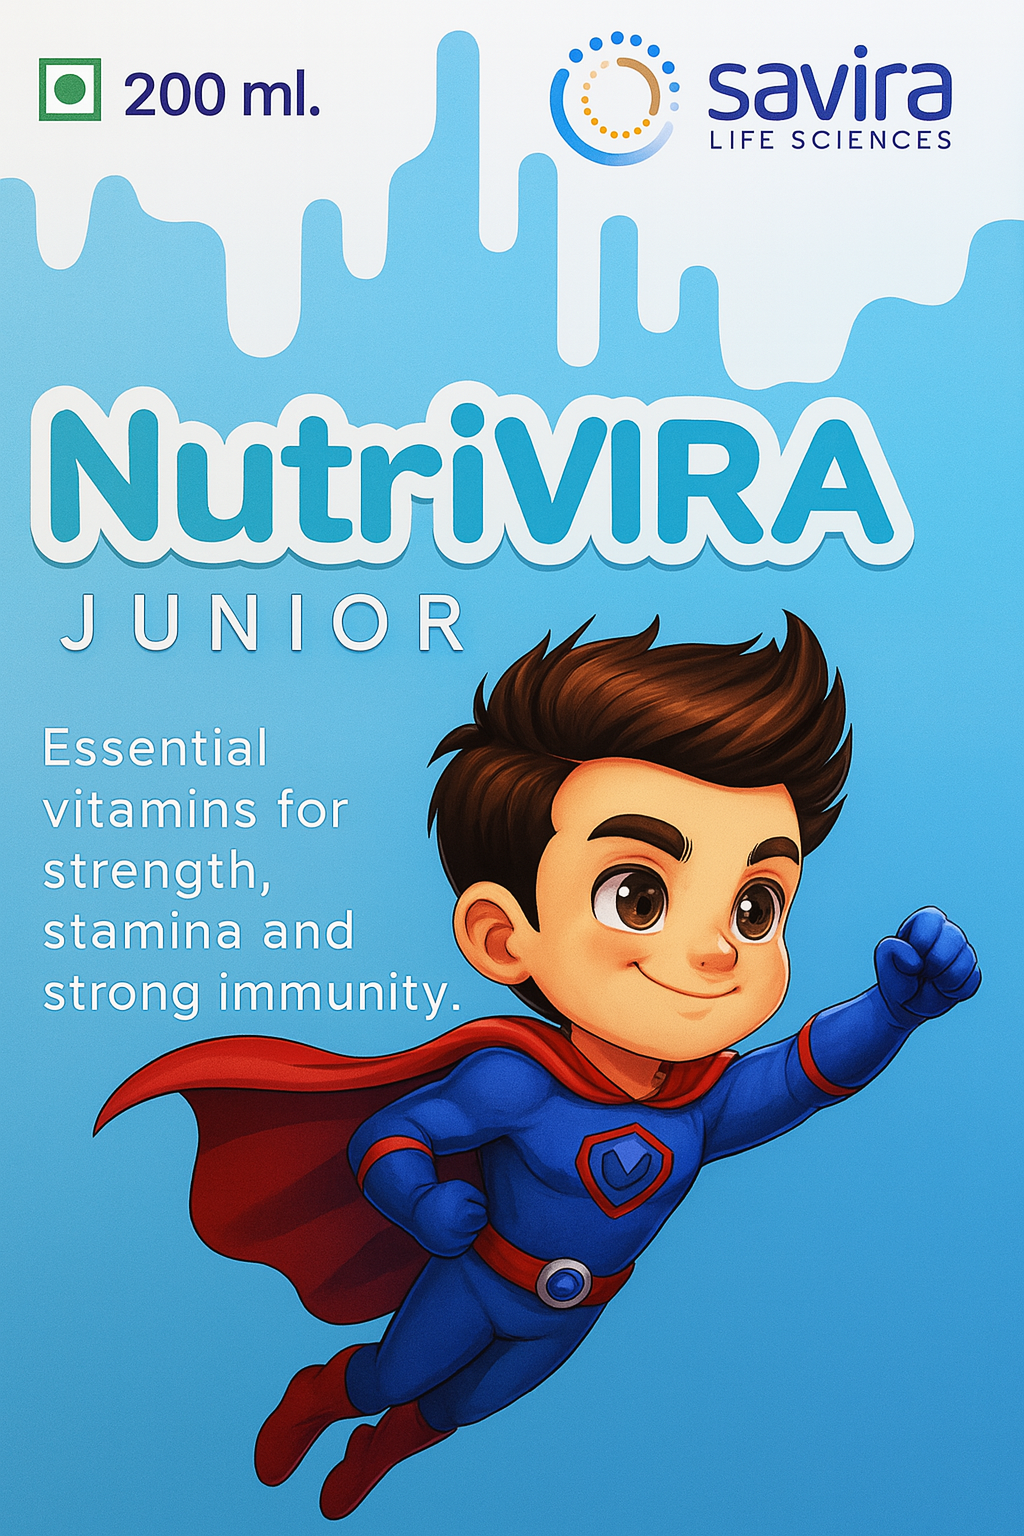 200 ml.
savira
LIFE SCIENCES
NutriVIRA
JUNIOR
Essential
vitamins for
strength,
stamina and
strong immunity.